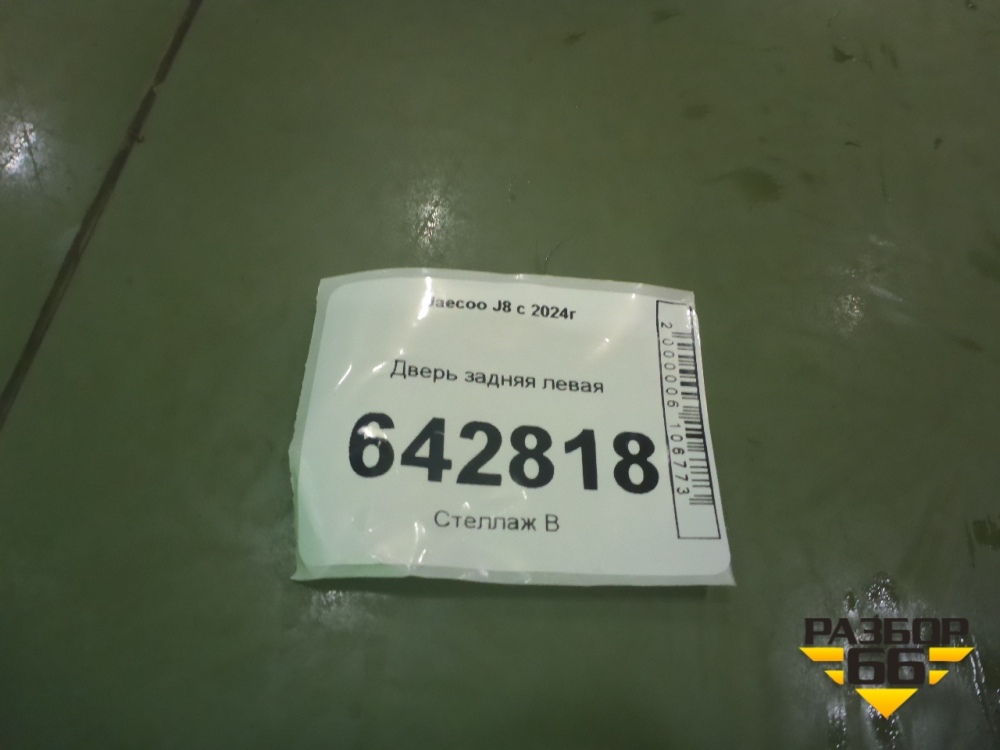 Jaecoo J8 с 2024г
Дверь задняя левая
642818
Стеллаж В
2000006106773
РАЗБОР
66